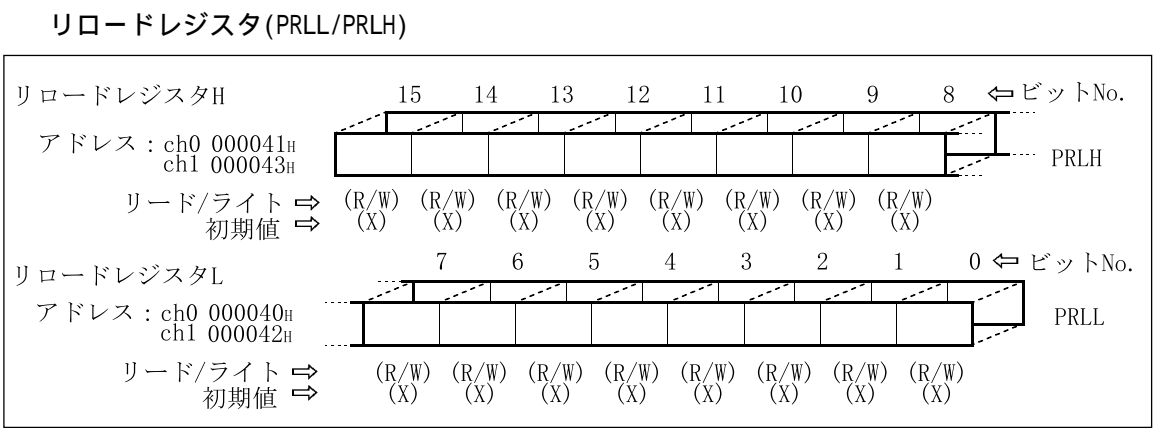 リロードレジスタ(PRLL/PRLH)
リロードレジスタH 15 14 13 12 11 10 9 8 ⇦ ビットNo.
アドレス：ch0 000041H
ch1 000043H
PRLH
リード/ライト ⇨ (R/W) (R/W) (R/W) (R/W) (R/W) (R/W) (R/W) (R/W)
初期値 ⇨ (X) (X) (X) (X) (X) (X) (X) (X)
リロードレジスタL 7 6 5 4 3 2 1 0 ⇦ ビットNo.
アドレス：ch0 000040H
ch1 000042H
PRLL
リード/ライト ⇨ (R/W) (R/W) (R/W) (R/W) (R/W) (R/W) (R/W) (R/W)
初期値 ⇨ (X) (X) (X) (X) (X) (X) (X) (X)